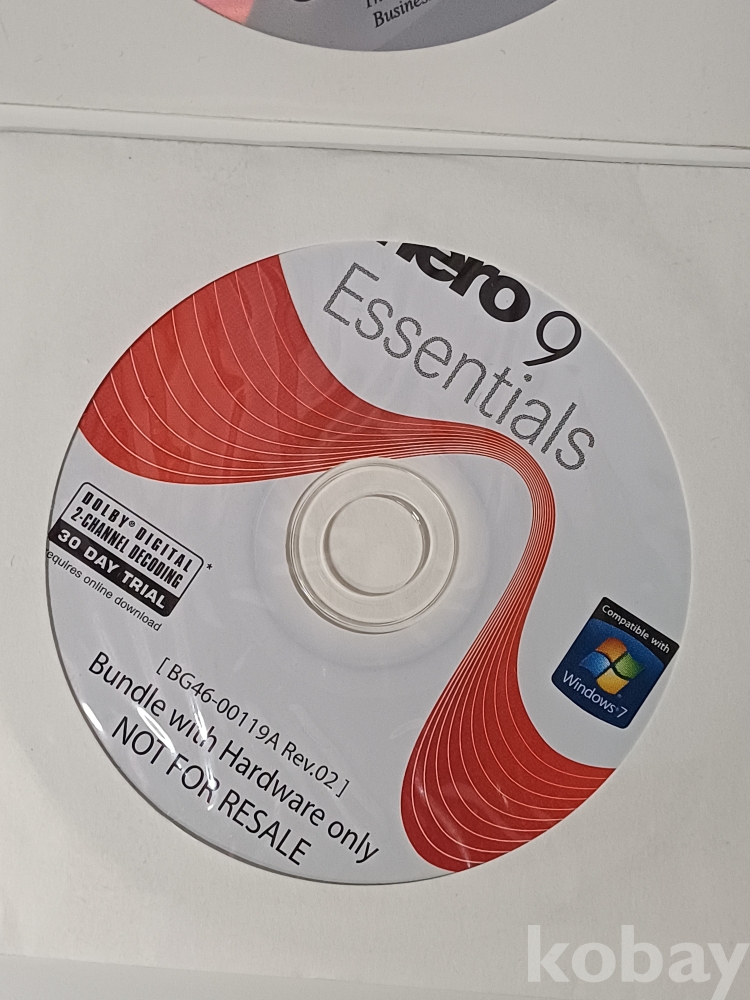 Business
nero 9
Essentials
DOLBY® DIGITAL
2-CHANNEL DECODING
30 DAY TRIAL
*
equires online download
Compatible with
Windows® 7
[ BG46-00119A Rev.02 ]
Bundle with Hardware only
NOT FOR RESALE
kobay